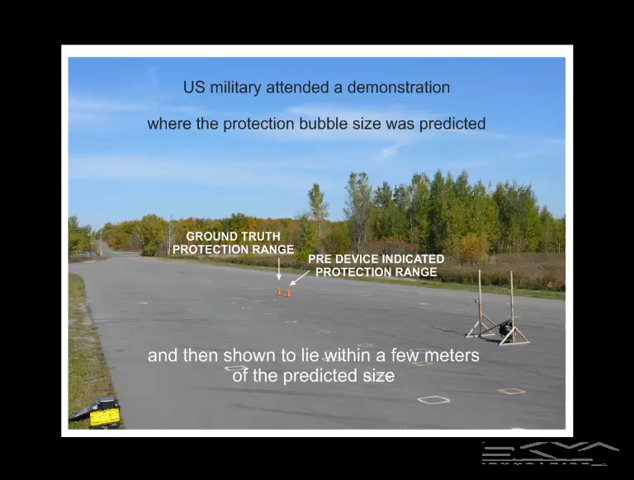 US military attended a demonstration
where the protection bubble size was predicted
GROUND TRUTH
PROTECTION RANGE
PRE DEVICE INDICATED
PROTECTION RANGE
and then shown to lie within a few meters
of the predicted size